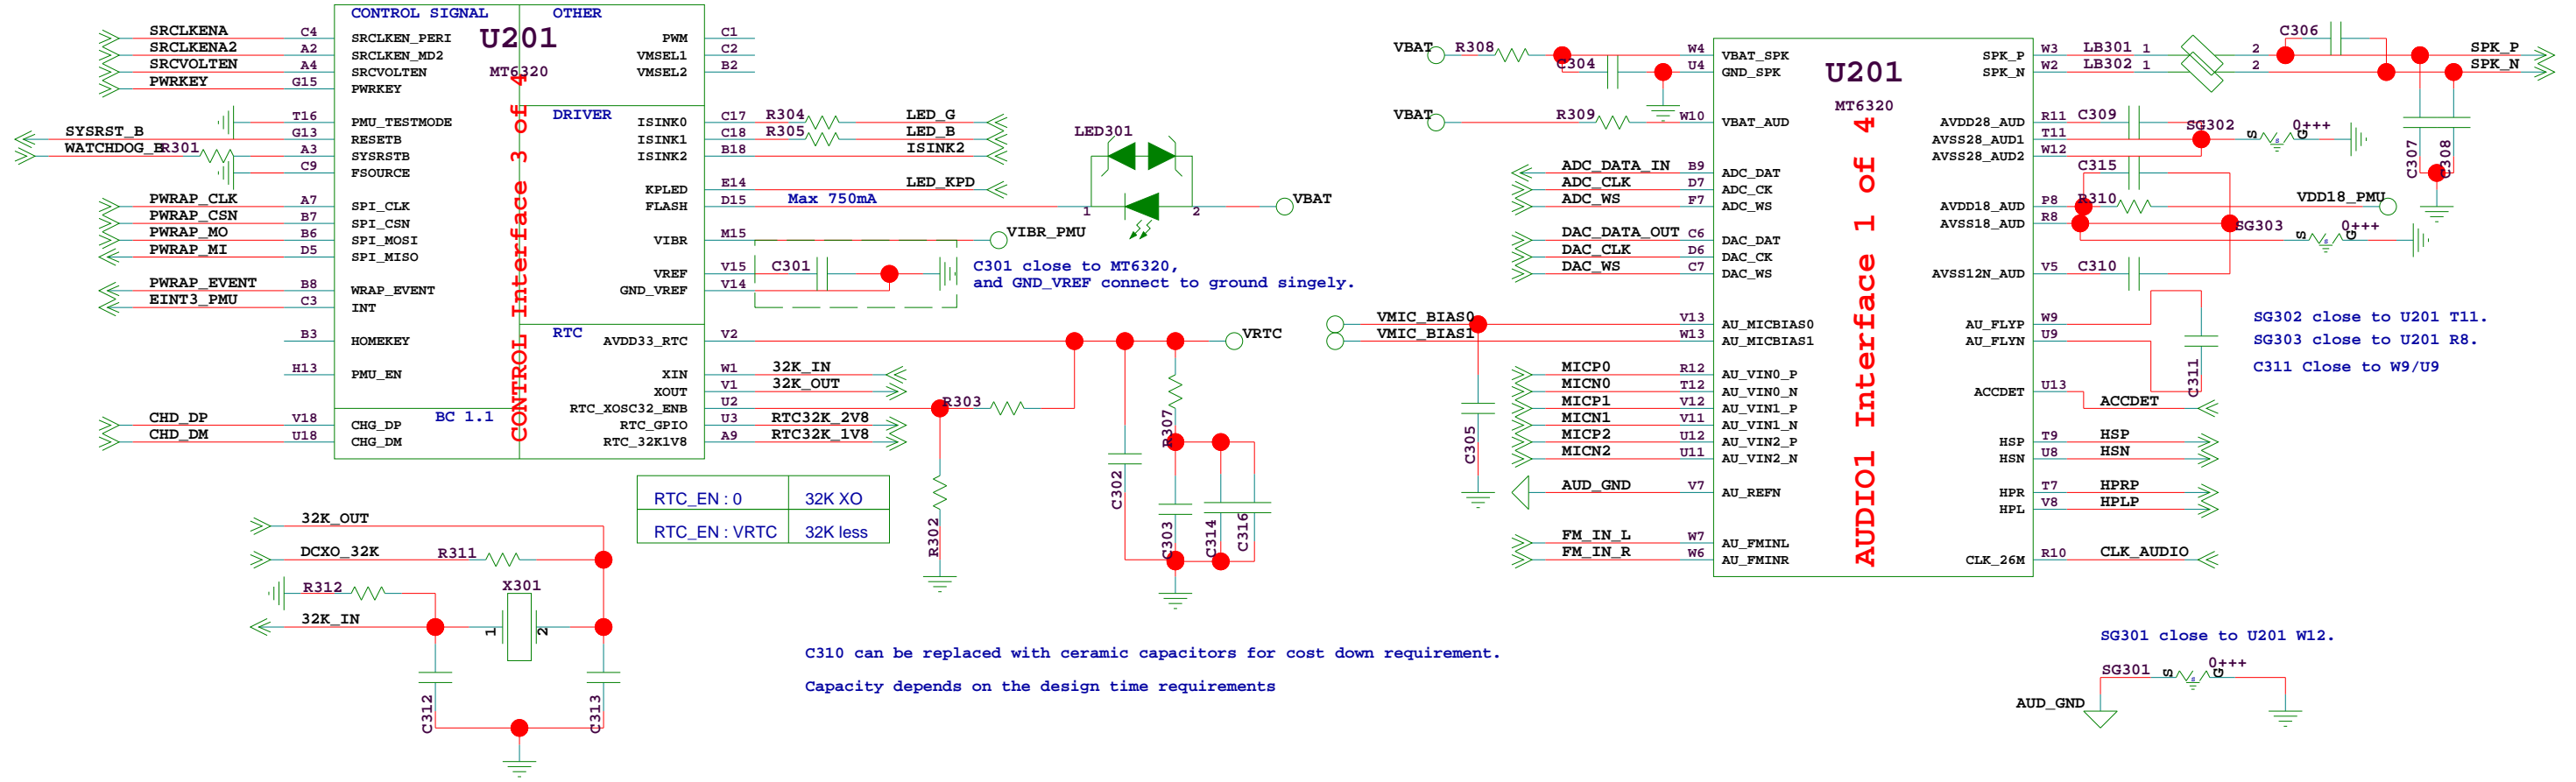 CONTROL SIGNAL
OTHER
U201
MT6320
CONTROL Interface 3 of 4
SRCLKENA C4 SRCLKEN_PERI
SRCLKENA2 A2 SRCLKEN_MD2
SRCVOLTEN A4 SRCVOLTEN
PWRKEY G15 PWRKEY
T16 PMU_TESTMODE
SYSRST_B G13 RESETB
WATCHDOG_B R301 A3 SYSRSTB
C9 FSOURCE
PWRAP_CLK A7 SPI_CLK
PWRAP_CSN B7 SPI_CSN
PWRAP_MO B6 SPI_MOSI
PWRAP_MI D5 SPI_MISO
PWRAP_EVENT B8 WRAP_EVENT
EINT3_PMU C3 INT
B3 HOMEKEY
H13 PMU_EN
BC 1.1
CHD_DP V18 CHG_DP
CHD_DM U18 CHG_DM
PWM C1
VMSEL1 C2
VMSEL2 B2
DRIVER
ISINK0 C17 R304 LED_G
ISINK1 C18 R305 LED_B
ISINK2 B18 ISINK2
KPLED E14 LED_KPD
FLASH D15 Max 750mA
LED301
1 2 VBAT
VIBR M15 VIBR_PMU
VREF V15 C301
GND_VREF V14
C301 close to MT6320,
and GND_VREF connect to ground singely.
RTC
AVDD33_RTC V2 VRTC
XIN W1 32K_IN
XOUT V1 32K_OUT
RTC_XOSC32_ENB U2 R303
RTC_GPIO U3 RTC32K_2V8
RTC_32K1V8 A9 RTC32K_1V8
R302
C302
R307
C303
C314
C316
RTC_EN : 0 32K XO
RTC_EN : VRTC 32K less
32K_OUT
DCXO_32K R311
R312 X301
32K_IN 1 2
C312 C313
C310 can be replaced with ceramic capacitors for cost down requirement.
Capacity depends on the design time requirements
U201
MT6320
AUDIO1 Interface 1 of 4
VBAT R308 W4 VBAT_SPK
C304 U4 GND_SPK
VBAT R309 W10 VBAT_AUD
ADC_DATA_IN B9 ADC_DAT
ADC_CLK D7 ADC_CK
ADC_WS F7 ADC_WS
DAC_DATA_OUT C6 DAC_DAT
DAC_CLK D6 DAC_CK
DAC_WS C7 DAC_WS
VMIC_BIAS0 V13 AU_MICBIAS0
VMIC_BIAS1 W13 AU_MICBIAS1
MICP0 R12 AU_VIN0_P
MICN0 T12 AU_VIN0_N
MICP1 V12 AU_VIN1_P
MICN1 V11 AU_VIN1_N
MICP2 U12 AU_VIN2_P
MICN2 U11 AU_VIN2_N
C305
AUD_GND V7 AU_REFN
FM_IN_L W7 AU_FMINL
FM_IN_R W6 AU_FMINR
SPK_P W3 LB301 1 2 C306 SPK_P
SPK_N W2 LB302 1 2 SPK_N
C307 C308
AVDD28_AUD R11 C309
AVSS28_AUD1 T11 SG302 S G 0+++
AVSS28_AUD2 W12
C315
AVDD18_AUD P8 R310 VDD18_PMU
AVSS18_AUD R8 SG303 S G 0+++
AVSS12N_AUD V5 C310
AU_FLYP W9
AU_FLYN U9
C311
ACCDET U13 ACCDET
HSP T9 HSP
HSN U8 HSN
HPR T7 HPRP
HPL V8 HPLP
CLK_26M R10 CLK_AUDIO
SG302 close to U201 T11.
SG303 close to U201 R8.
C311 Close to W9/U9
SG301 close to U201 W12.
SG301 S G 0+++
AUD_GND